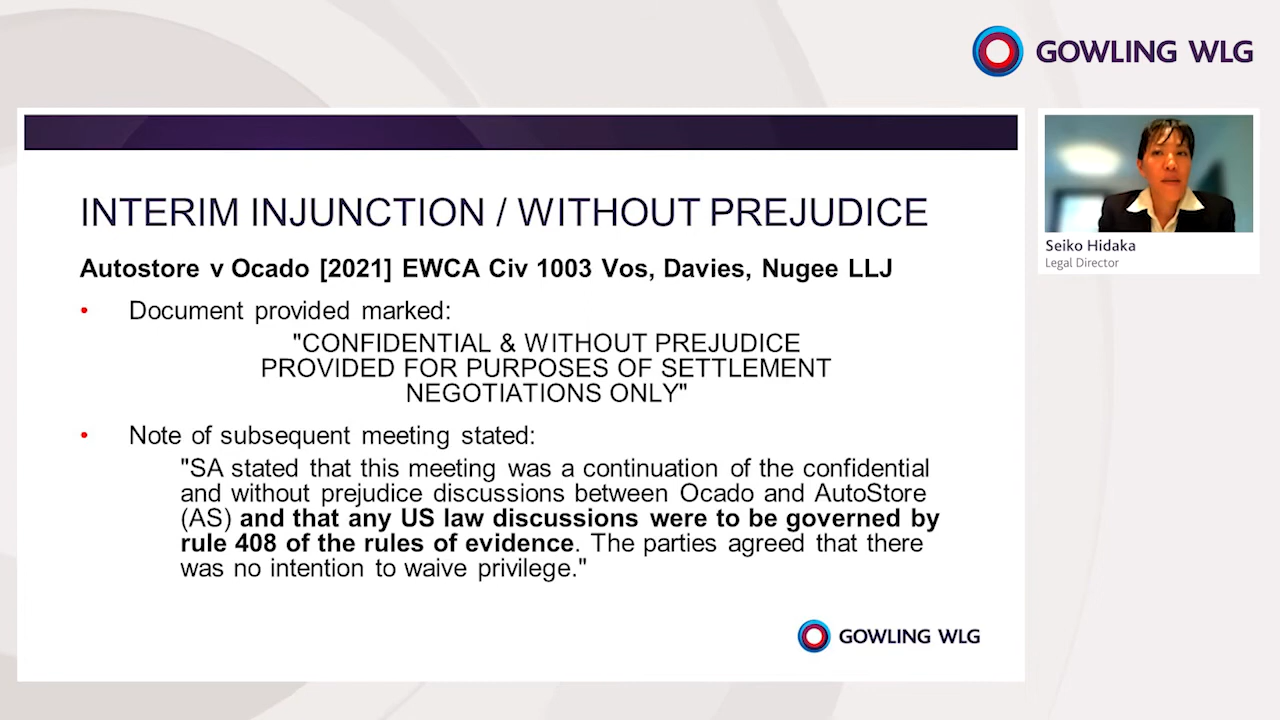 GOWLING WLG
INTERIM INJUNCTION / WITHOUT PREJUDICE
Autostore v Ocado [2021] EWCA Civ 1003 Vos, Davies, Nugee LLJ
• Document provided marked:
"CONFIDENTIAL & WITHOUT PREJUDICE
PROVIDED FOR PURPOSES OF SETTLEMENT
NEGOTIATIONS ONLY"
• Note of subsequent meeting stated:
"SA stated that this meeting was a continuation of the confidential
and without prejudice discussions between Ocado and AutoStore
(AS) and that any US law discussions were to be governed by
rule 408 of the rules of evidence. The parties agreed that there
was no intention to waive privilege."
GOWLING WLG
Seiko Hidaka
Legal Director